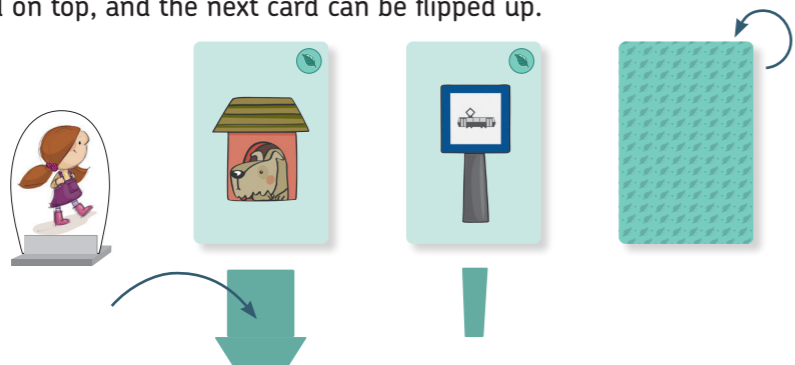 on top, and the next card can be flipped up.